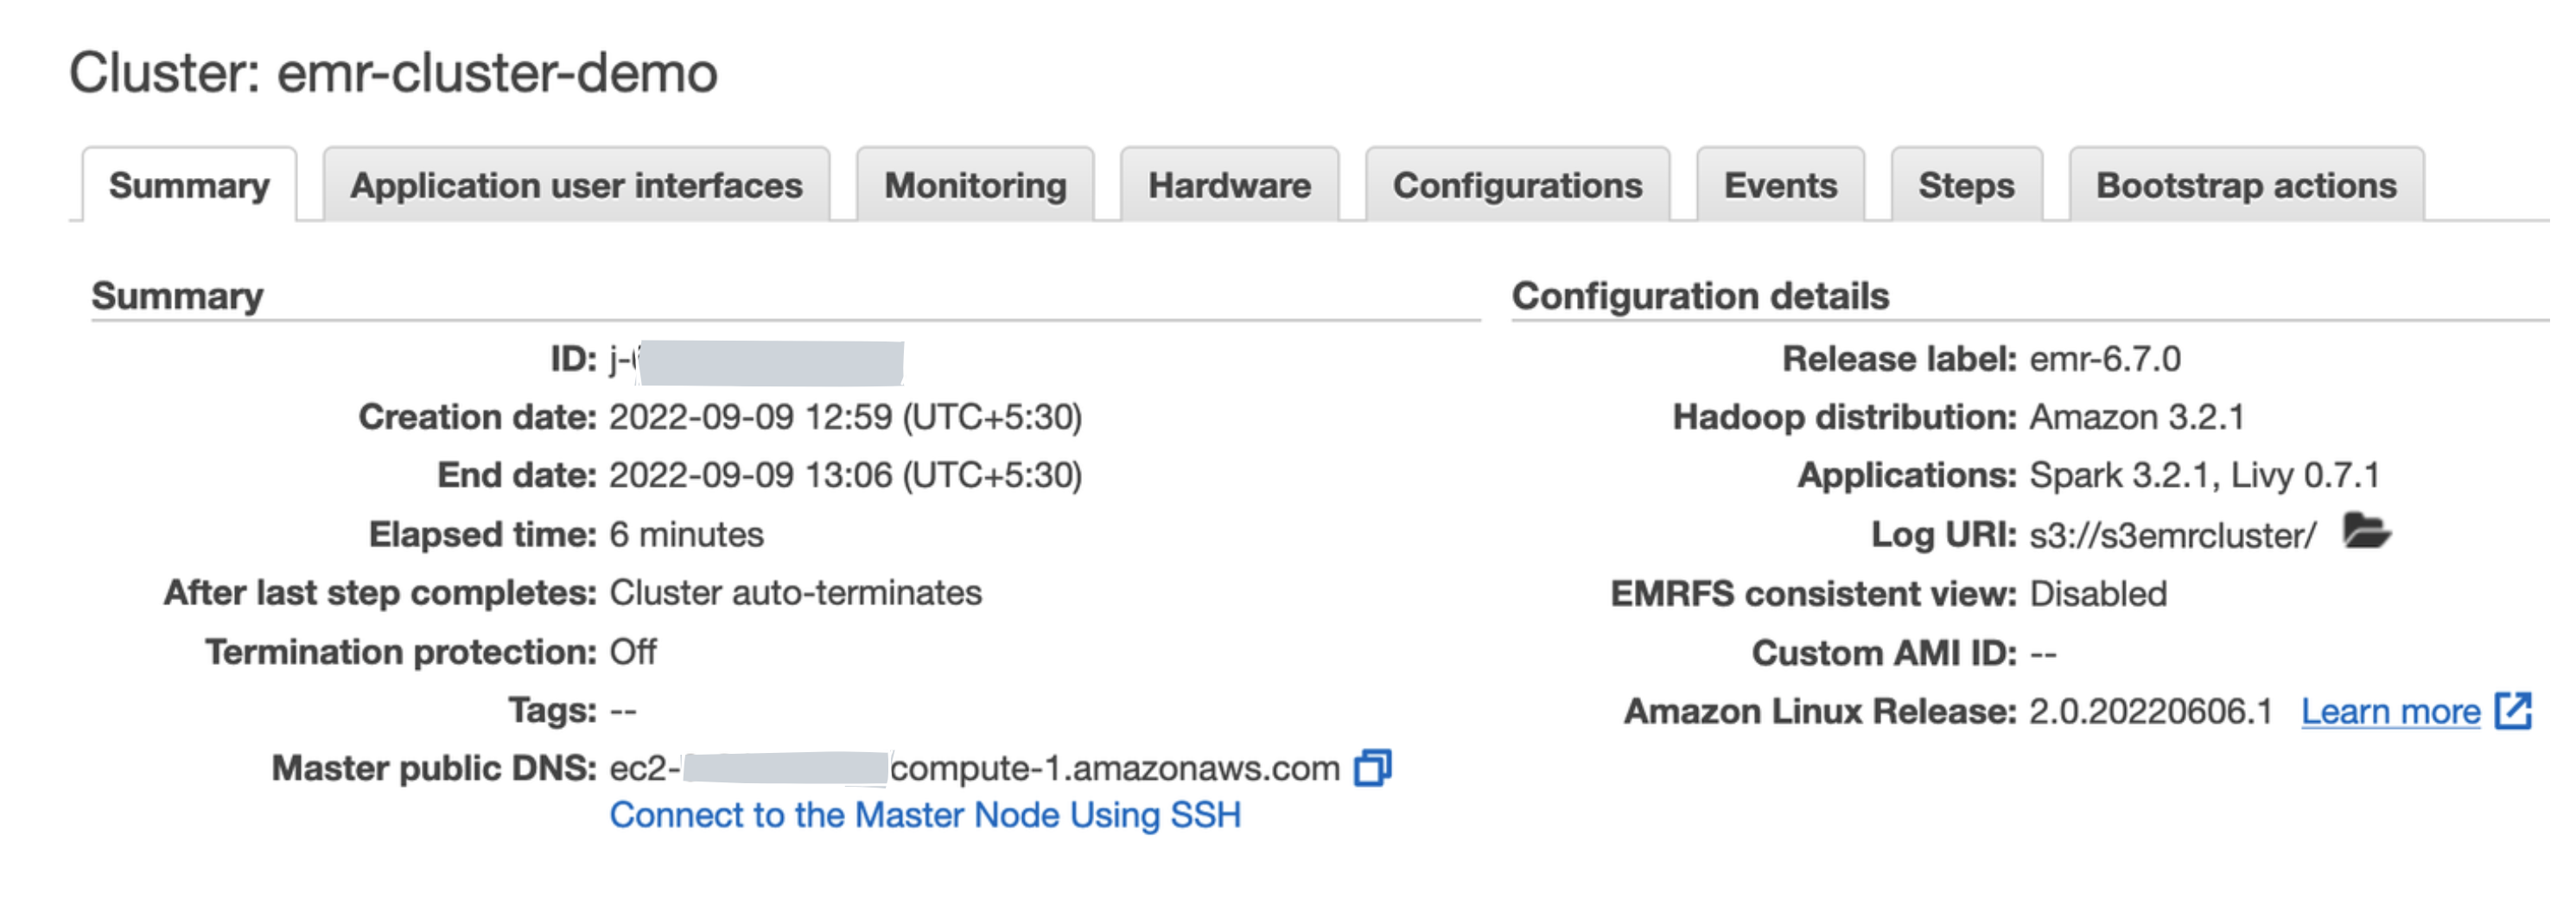 Cluster: emr-cluster-demo
Summary
Application user interfaces
Monitoring
Hardware
Configurations
Events
Steps
Bootstrap actions
Summary
ID: j-
Creation date: 2022-09-09 12:59 (UTC+5:30)
End date: 2022-09-09 13:06 (UTC+5:30)
Elapsed time: 6 minutes
After last step completes: Cluster auto-terminates
Termination protection: Off
Tags: --
Master public DNS: ec2- compute-1.amazonaws.com
Connect to the Master Node Using SSH
Configuration details
Release label: emr-6.7.0
Hadoop distribution: Amazon 3.2.1
Applications: Spark 3.2.1, Livy 0.7.1
Log URI: s3://s3emrcluster/
EMRFS consistent view: Disabled
Custom AMI ID: --
Amazon Linux Release: 2.0.20220606.1 Learn more